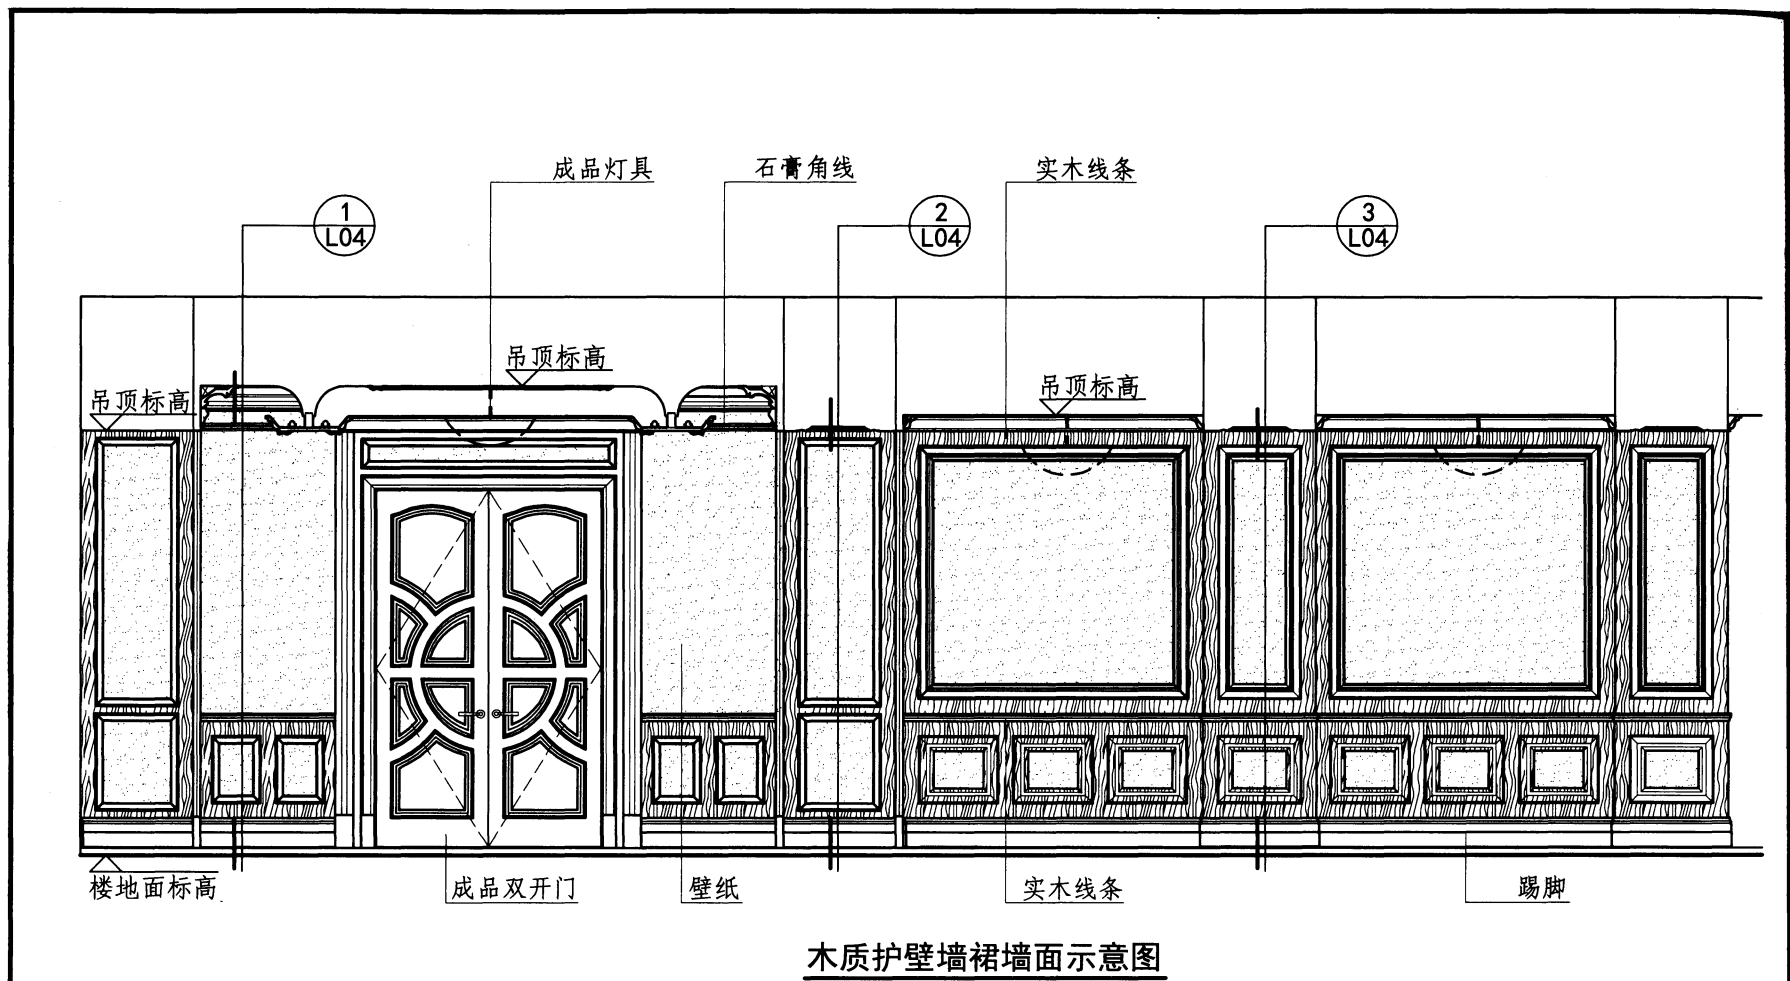 成品灯具
石膏角线
实木线条
1
L04
2
L04
3
L04
吊顶标高
吊顶标高
吊顶标高
楼地面标高
成品双开门
壁纸
实木线条
踢脚
木质护壁墙裙墙面示意图